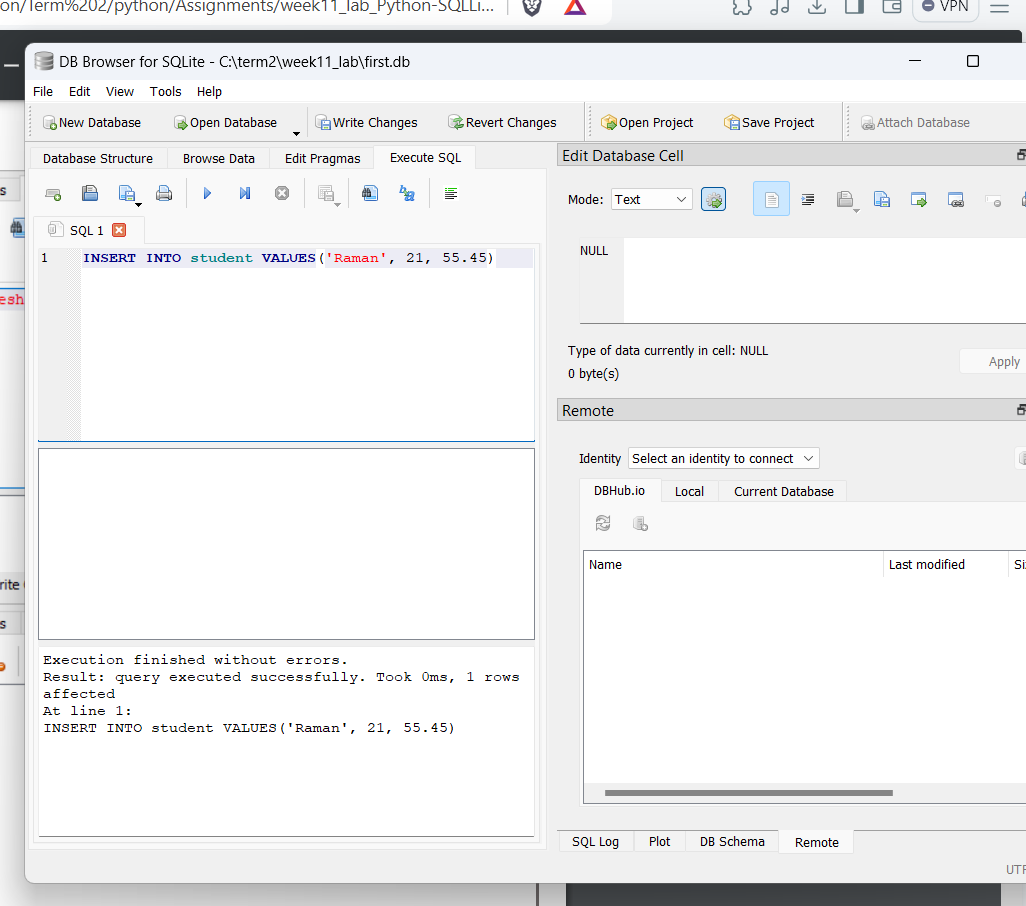 on/Term%202/python/Assignments/week11_lab_Python-SQLLi...
VPN
DB Browser for SQLite - C:\term2\week11_lab\first.db
File Edit View Tools Help
New Database Open Database Write Changes Revert Changes Open Project Save Project Attach Database
Database Structure Browse Data Edit Pragmas Execute SQL
Edit Database Cell
Mode: Text
SQL 1
1 INSERT INTO student VALUES('Raman', 21, 55.45)
NULL
esh
Type of data currently in cell: NULL
0 byte(s)
Apply
Remote
Identity Select an identity to connect
DBHub.io Local Current Database
Name Last modified Si
rite
s
s
Execution finished without errors.
Result: query executed successfully. Took 0ms, 1 rows
affected
At line 1:
INSERT INTO student VALUES('Raman', 21, 55.45)
SQL Log Plot DB Schema Remote
UTF